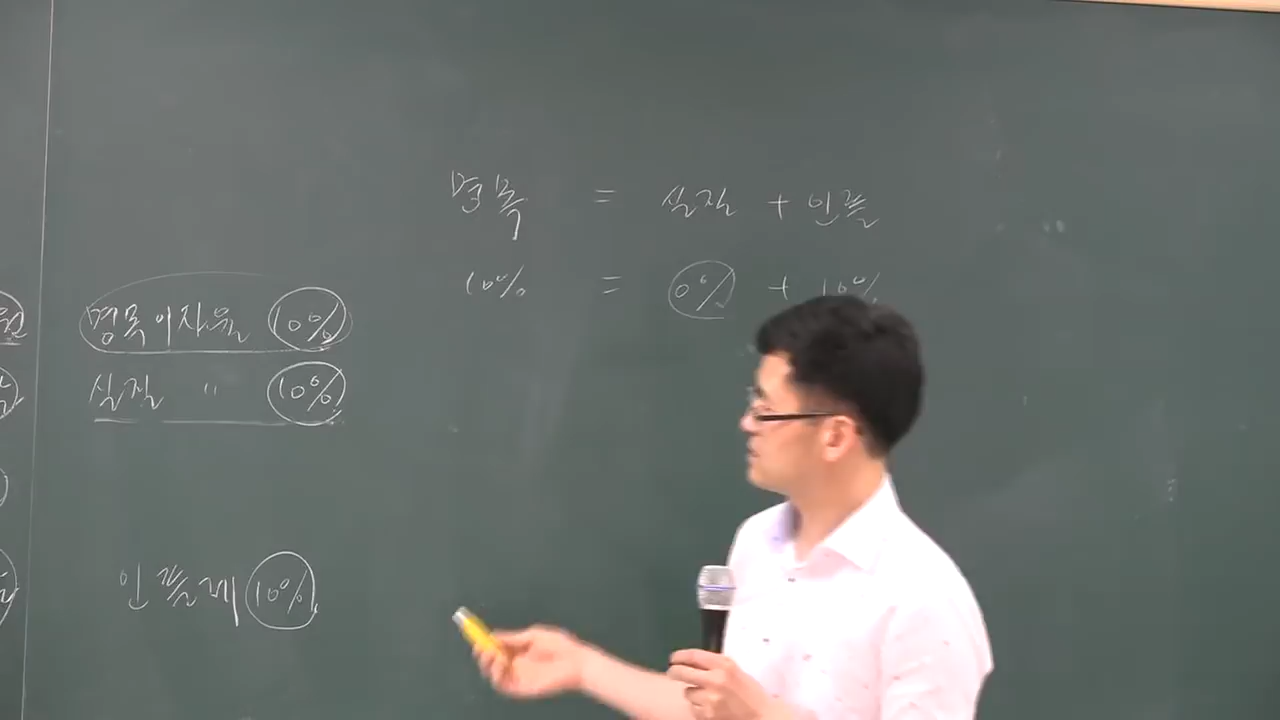 명목 = 실질 + 인플
10% = 0% + 10%
명목이자율 10%
실질 " 10%
인플레 10%